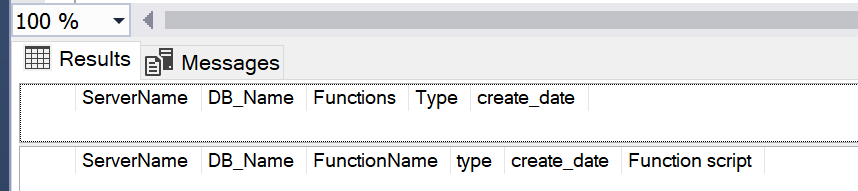 100 %
Results Messages
ServerName DB_Name Functions Type create_date
ServerName DB_Name FunctionName type create_date Function script